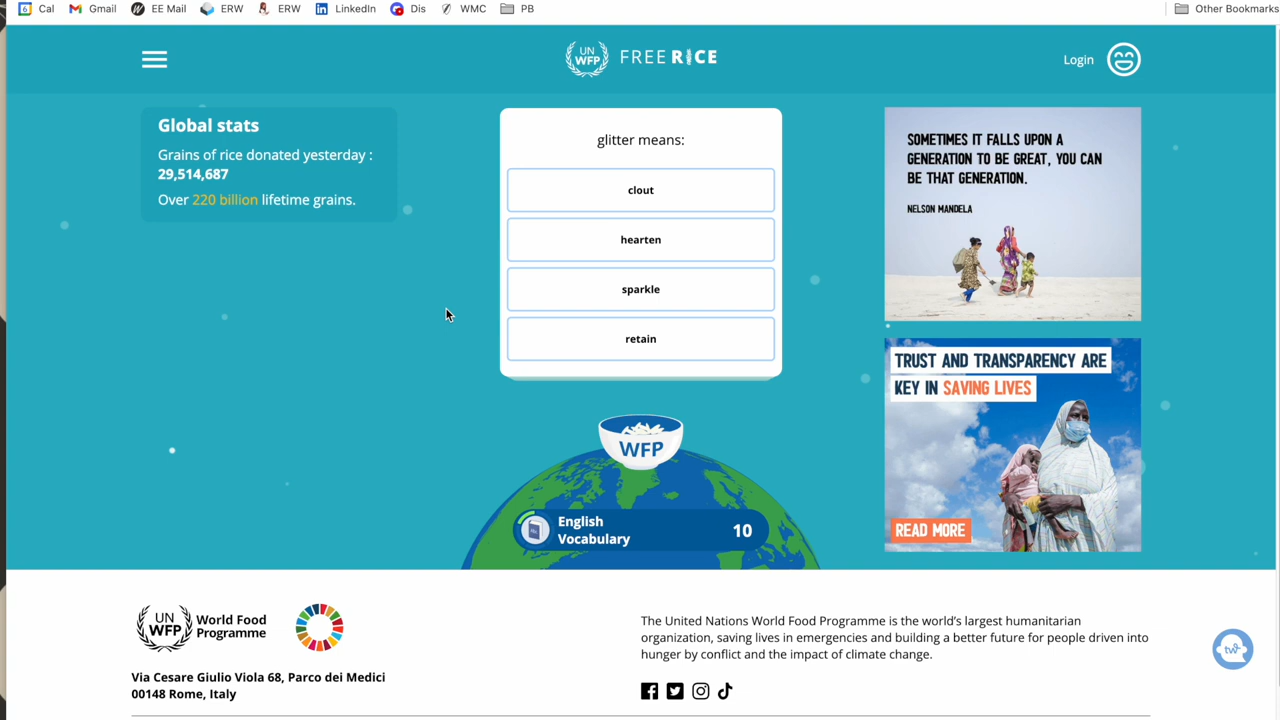 Cal Gmail EE Mail ERW ERW LinkedIn Dis WMC PB Other Bookmarks
UN
WFP
FREERICE
Login
Global stats
Grains of rice donated yesterday :
29,514,687
Over 220 billion lifetime grains.
glitter means:
clout
hearten
sparkle
retain
WFP
English
Vocabulary
10
SOMETIMES IT FALLS UPON A
GENERATION TO BE GREAT, YOU CAN
BE THAT GENERATION.
NELSON MANDELA
TRUST AND TRANSPARENCY ARE
KEY IN SAVING LIVES
READ MORE
UN
WFP
World Food
Programme
Via Cesare Giulio Viola 68, Parco dei Medici
00148 Rome, Italy
The United Nations World Food Programme is the world's largest humanitarian
organization, saving lives in emergencies and building a better future for people driven into
hunger by conflict and the impact of climate change.
tw